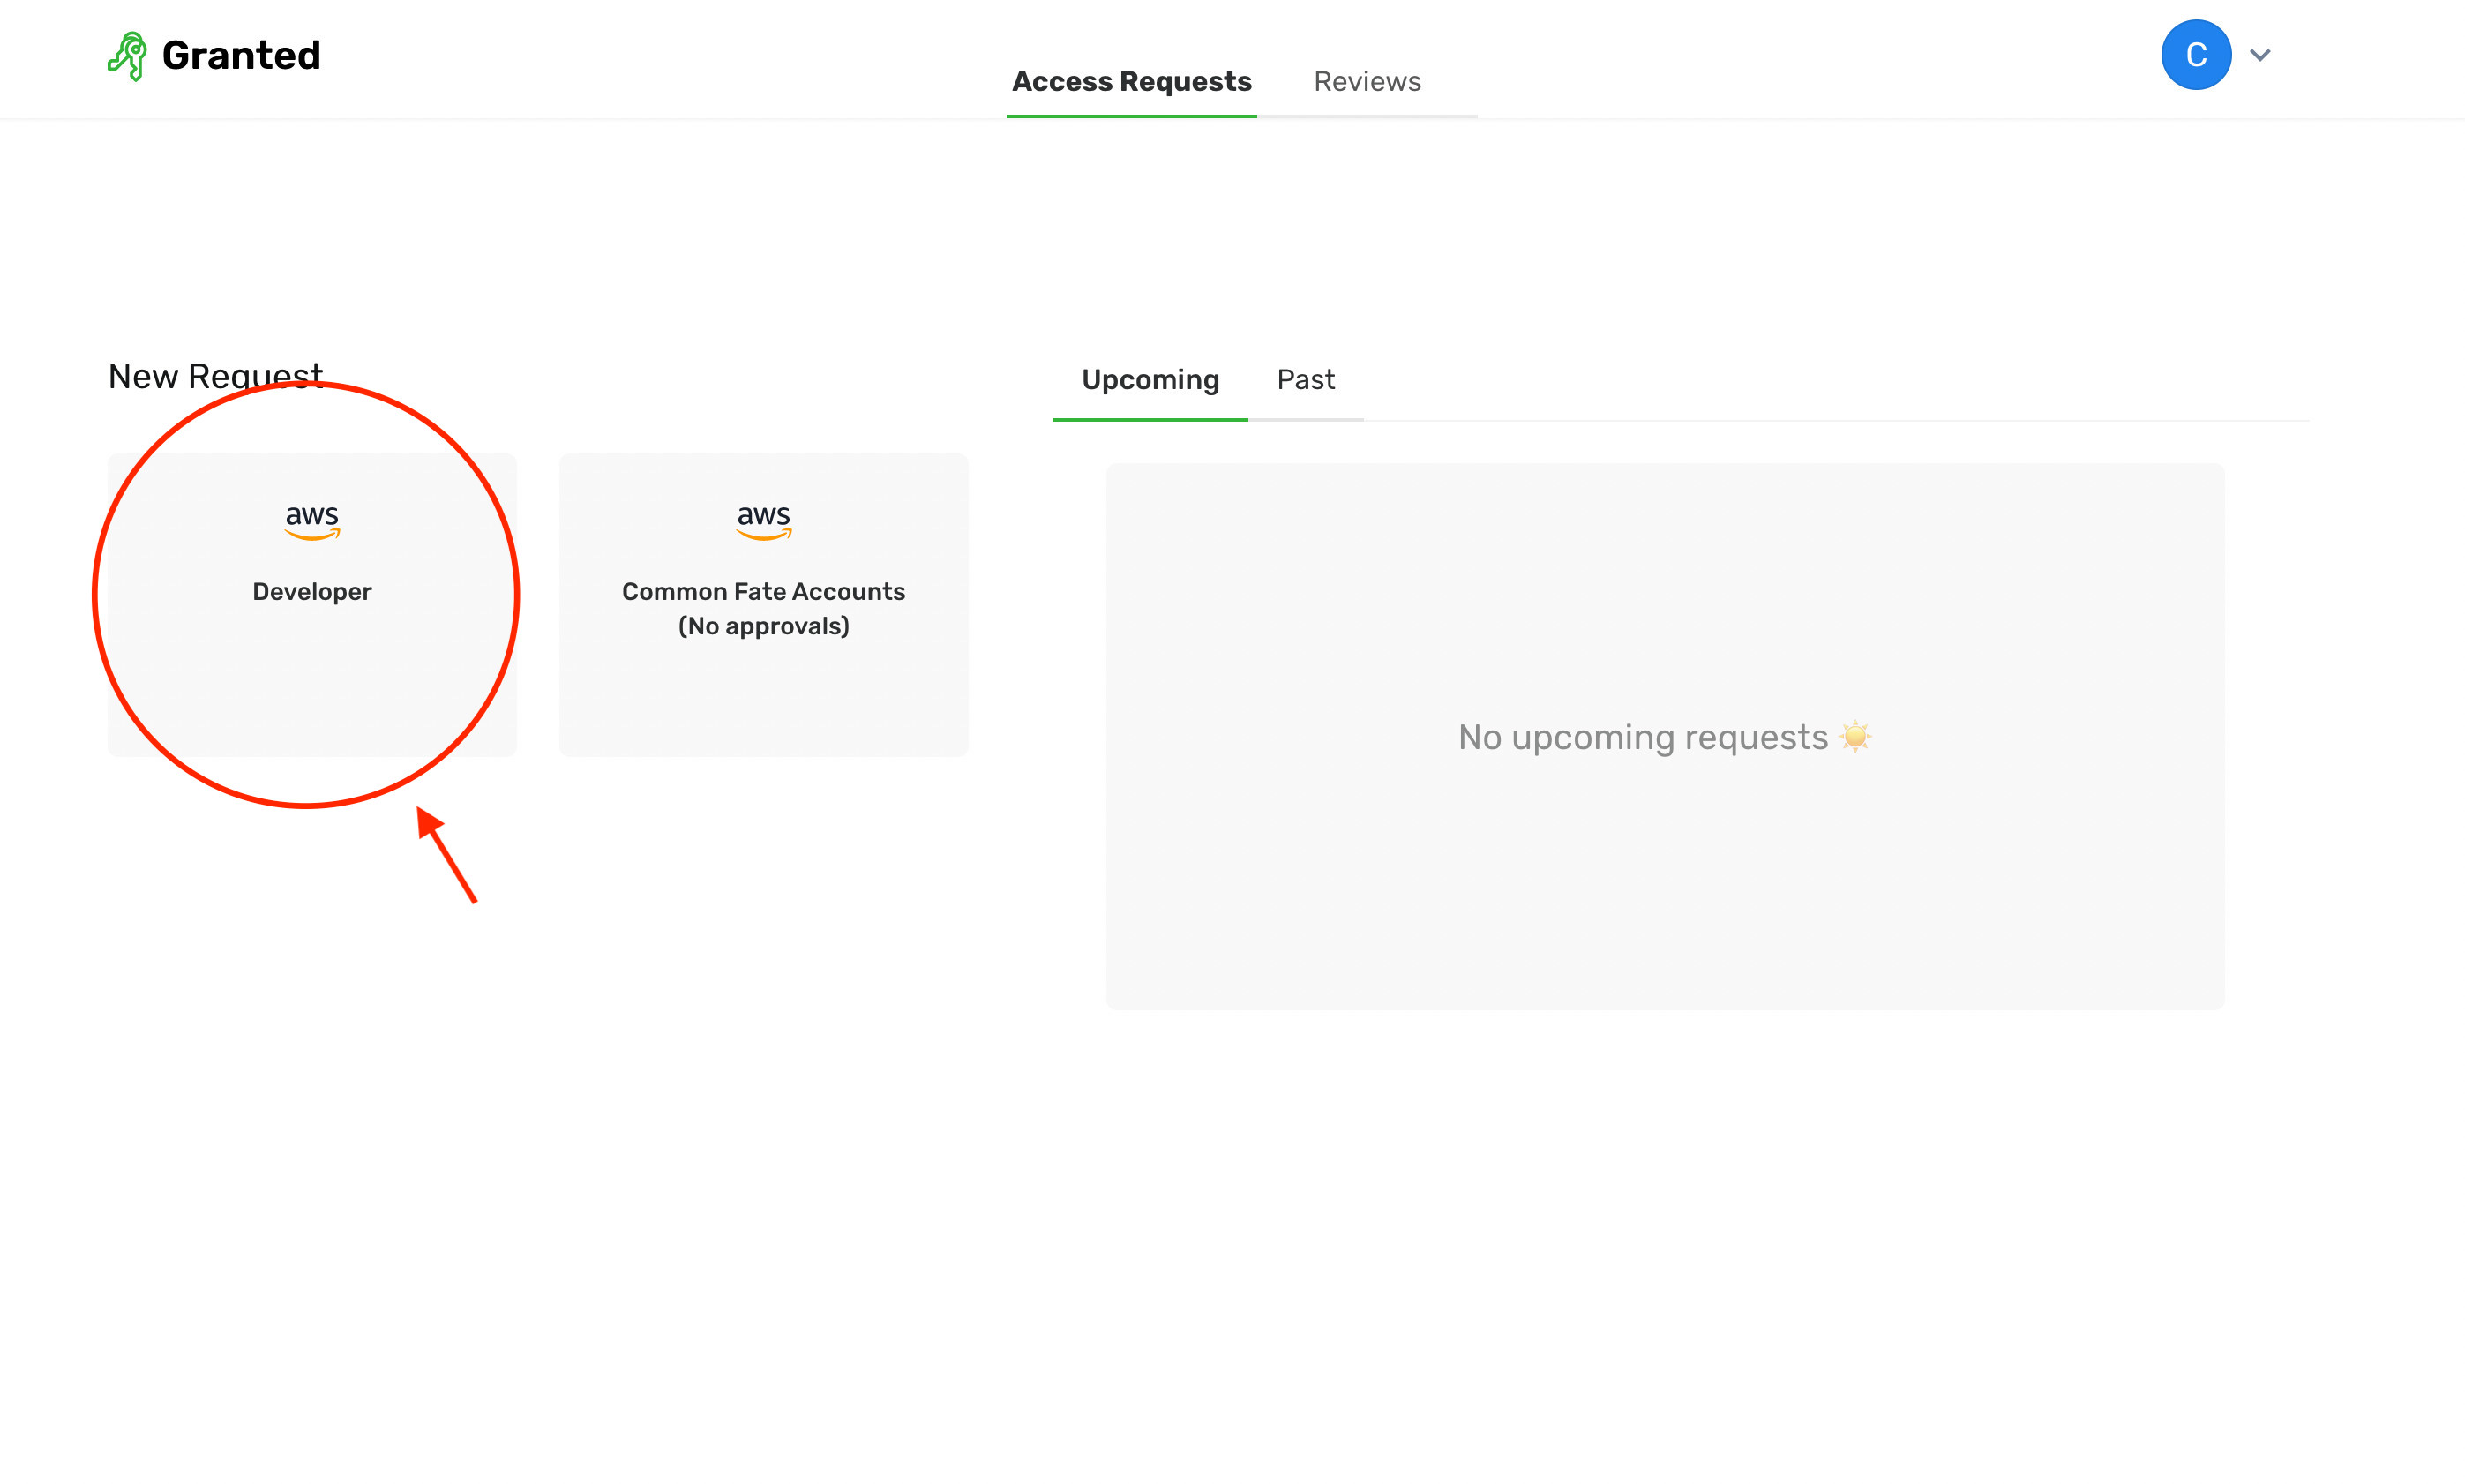 Granted
Access Requests
Reviews
C
New Request
Upcoming
Past
aws
Developer
aws
Common Fate Accounts
(No approvals)
No upcoming requests ☀️